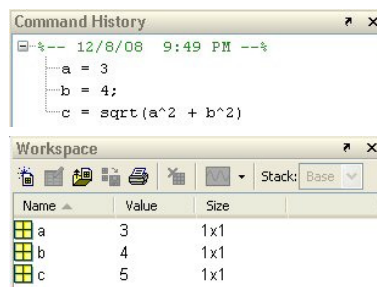 Command History
%-- 12/8/08 9:49 PM --%
a = 3
b = 4;
c = sqrt(a^2 + b^2)
Workspace
Stack: Base
Name Value Size
a 3 1x1
b 4 1x1
c 5 1x1